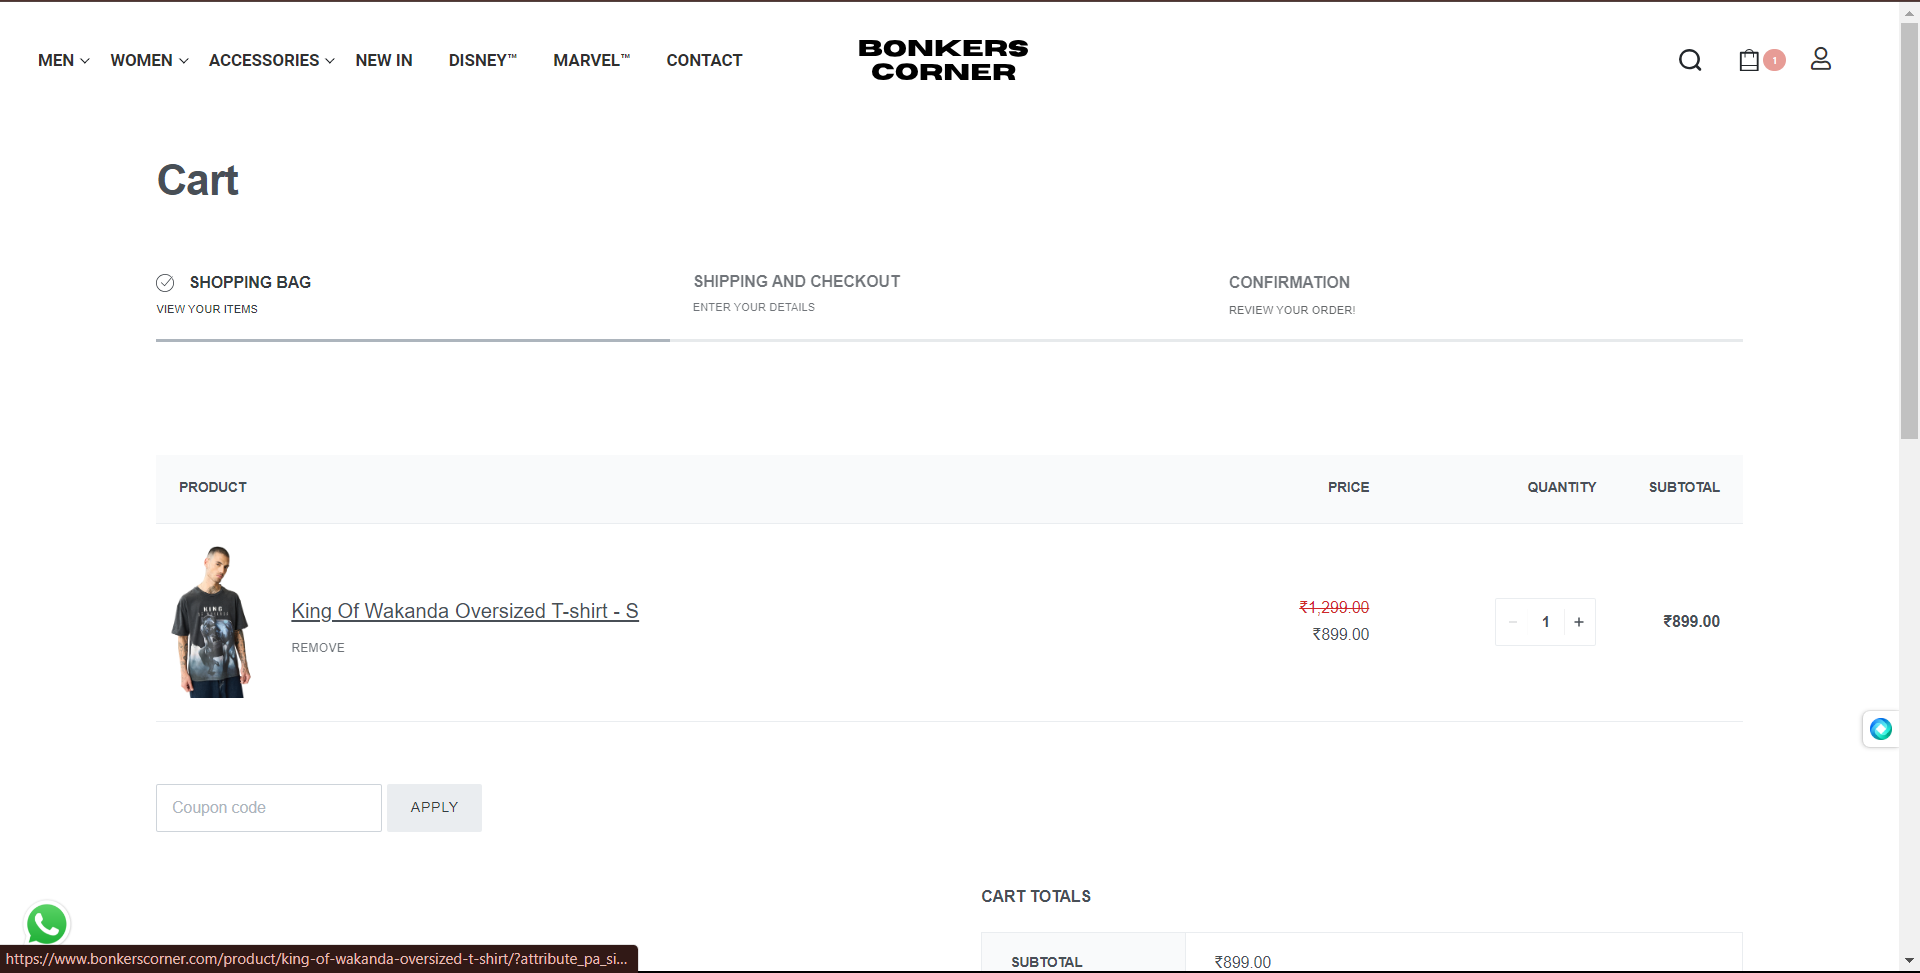 MEN WOMEN ACCESSORIES NEW IN DISNEY™ MARVEL™ CONTACT
BONKERS
CORNER
1
Cart
SHOPPING BAG
VIEW YOUR ITEMS
SHIPPING AND CHECKOUT
ENTER YOUR DETAILS
CONFIRMATION
REVIEW YOUR ORDER!
PRODUCT PRICE QUANTITY SUBTOTAL
KING
King Of Wakanda Oversized T-shirt - S
REMOVE
₹1,299.00
₹899.00
− 1 +
₹899.00
Coupon code APPLY
CART TOTALS
SUBTOTAL ₹899.00
https://www.bonkerscorner.com/product/king-of-wakanda-oversized-t-shirt/?attribute_pa_si...